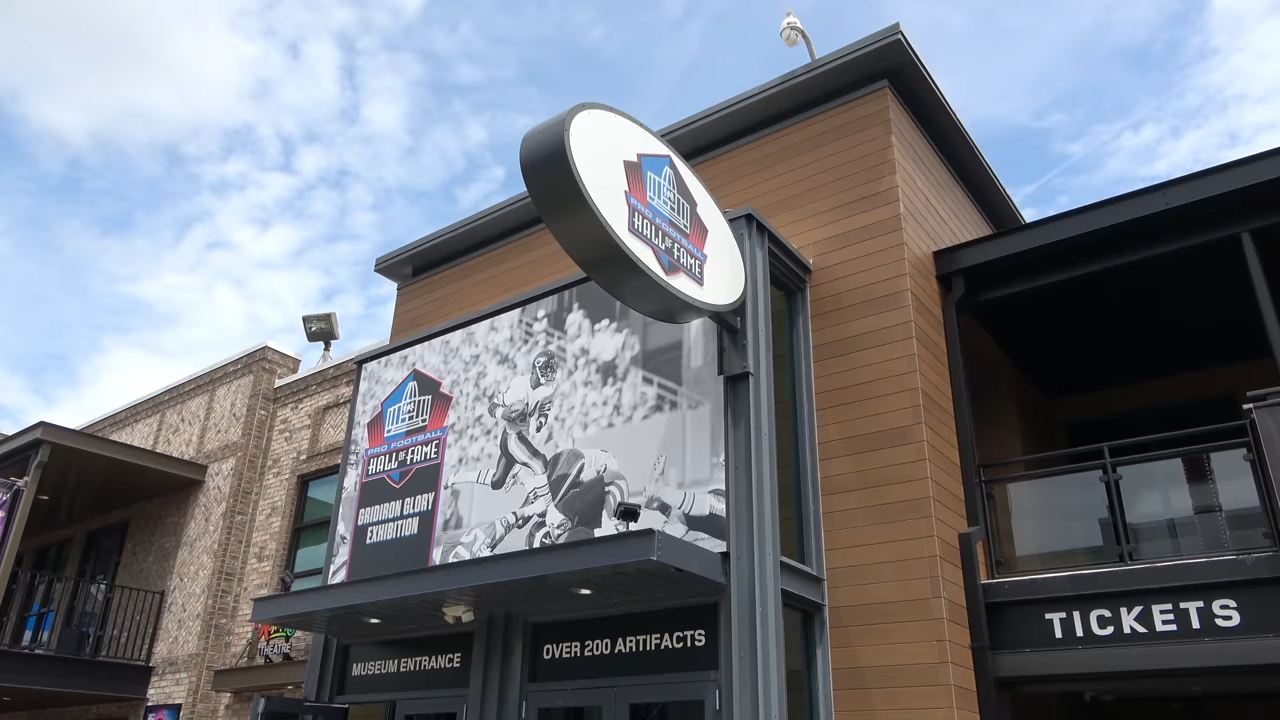 PRO FOOTBALL
HALL OF FAME
PRO FOOTBALL
HALL OF FAME
GRIDIRON GLORY
EXHIBITION
MUSEUM ENTRANCE
OVER 200 ARTIFACTS
TICKETS
THEATRE